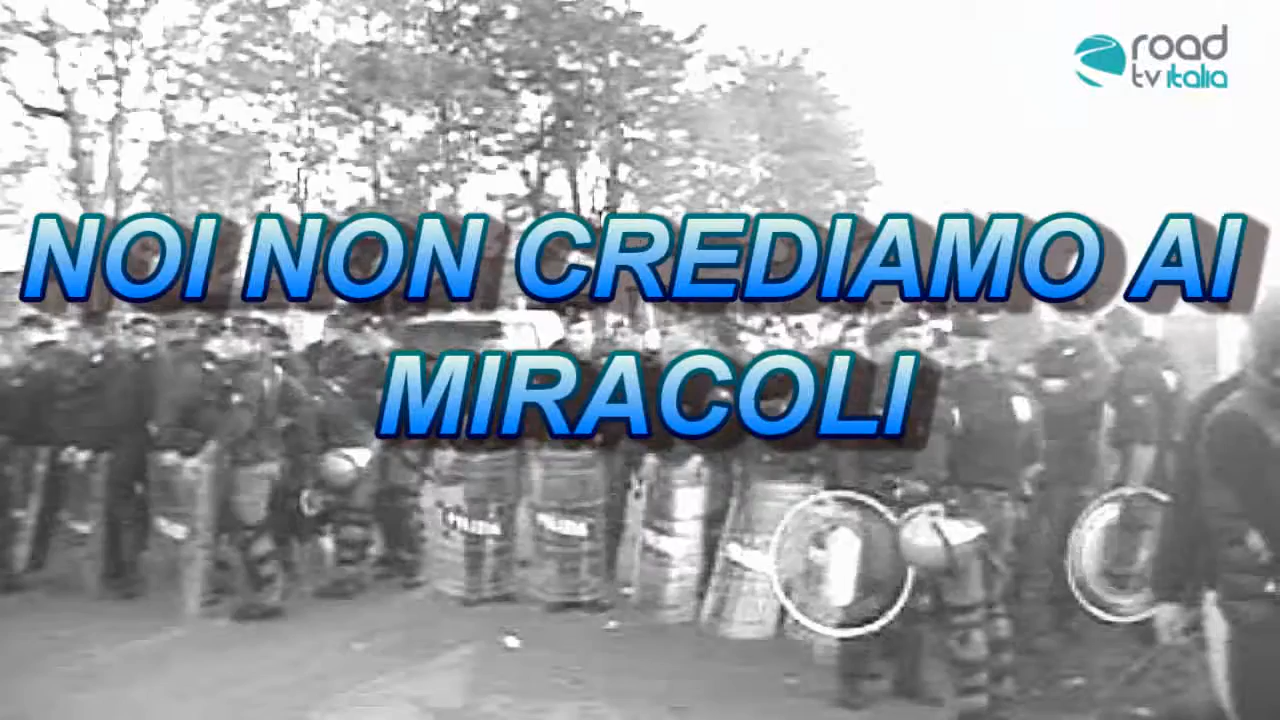 road
tv italia
NOI NON CREDIAMO AI
MIRACOLI
POLIZIA
POLIZIA